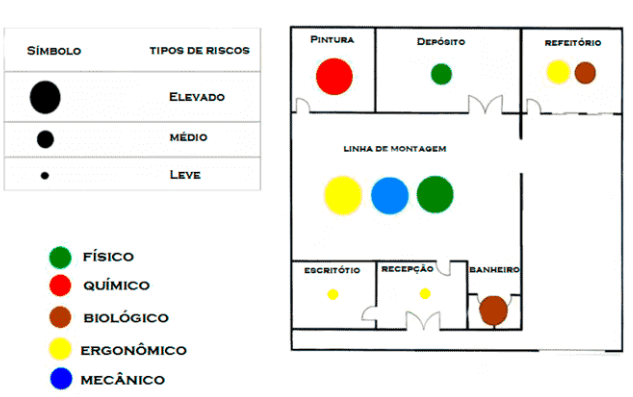 SÍMBOLO TIPOS DE RISCOS
ELEVADO
MÉDIO
LEVE
FÍSICO
QUÍMICO
BIOLÓGICO
ERGONÔMICO
MECÂNICO
PINTURA
DEPÓSITO
REFEITÓRIO
LINHA DE MONTAGEM
ESCRITÓTIO
RECEPÇÃO
BANHEIRO